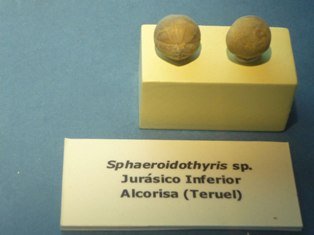 Sphaeroidothyris sp.
Jurásico Inferior
Alcorisa (Teruel)